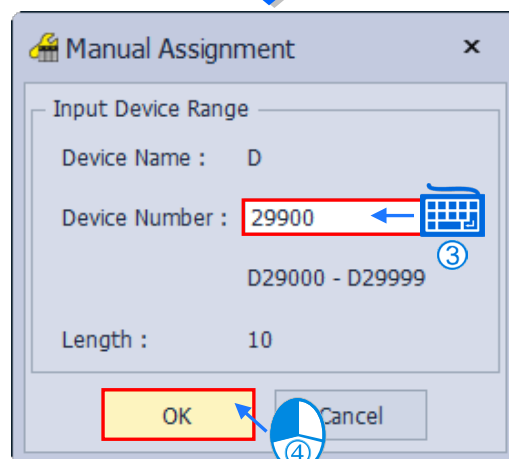 Manual Assignment
Input Device Range
Device Name : D
Device Number : 29900
③
D29000 - D29999
Length : 10
OK Cancel
④